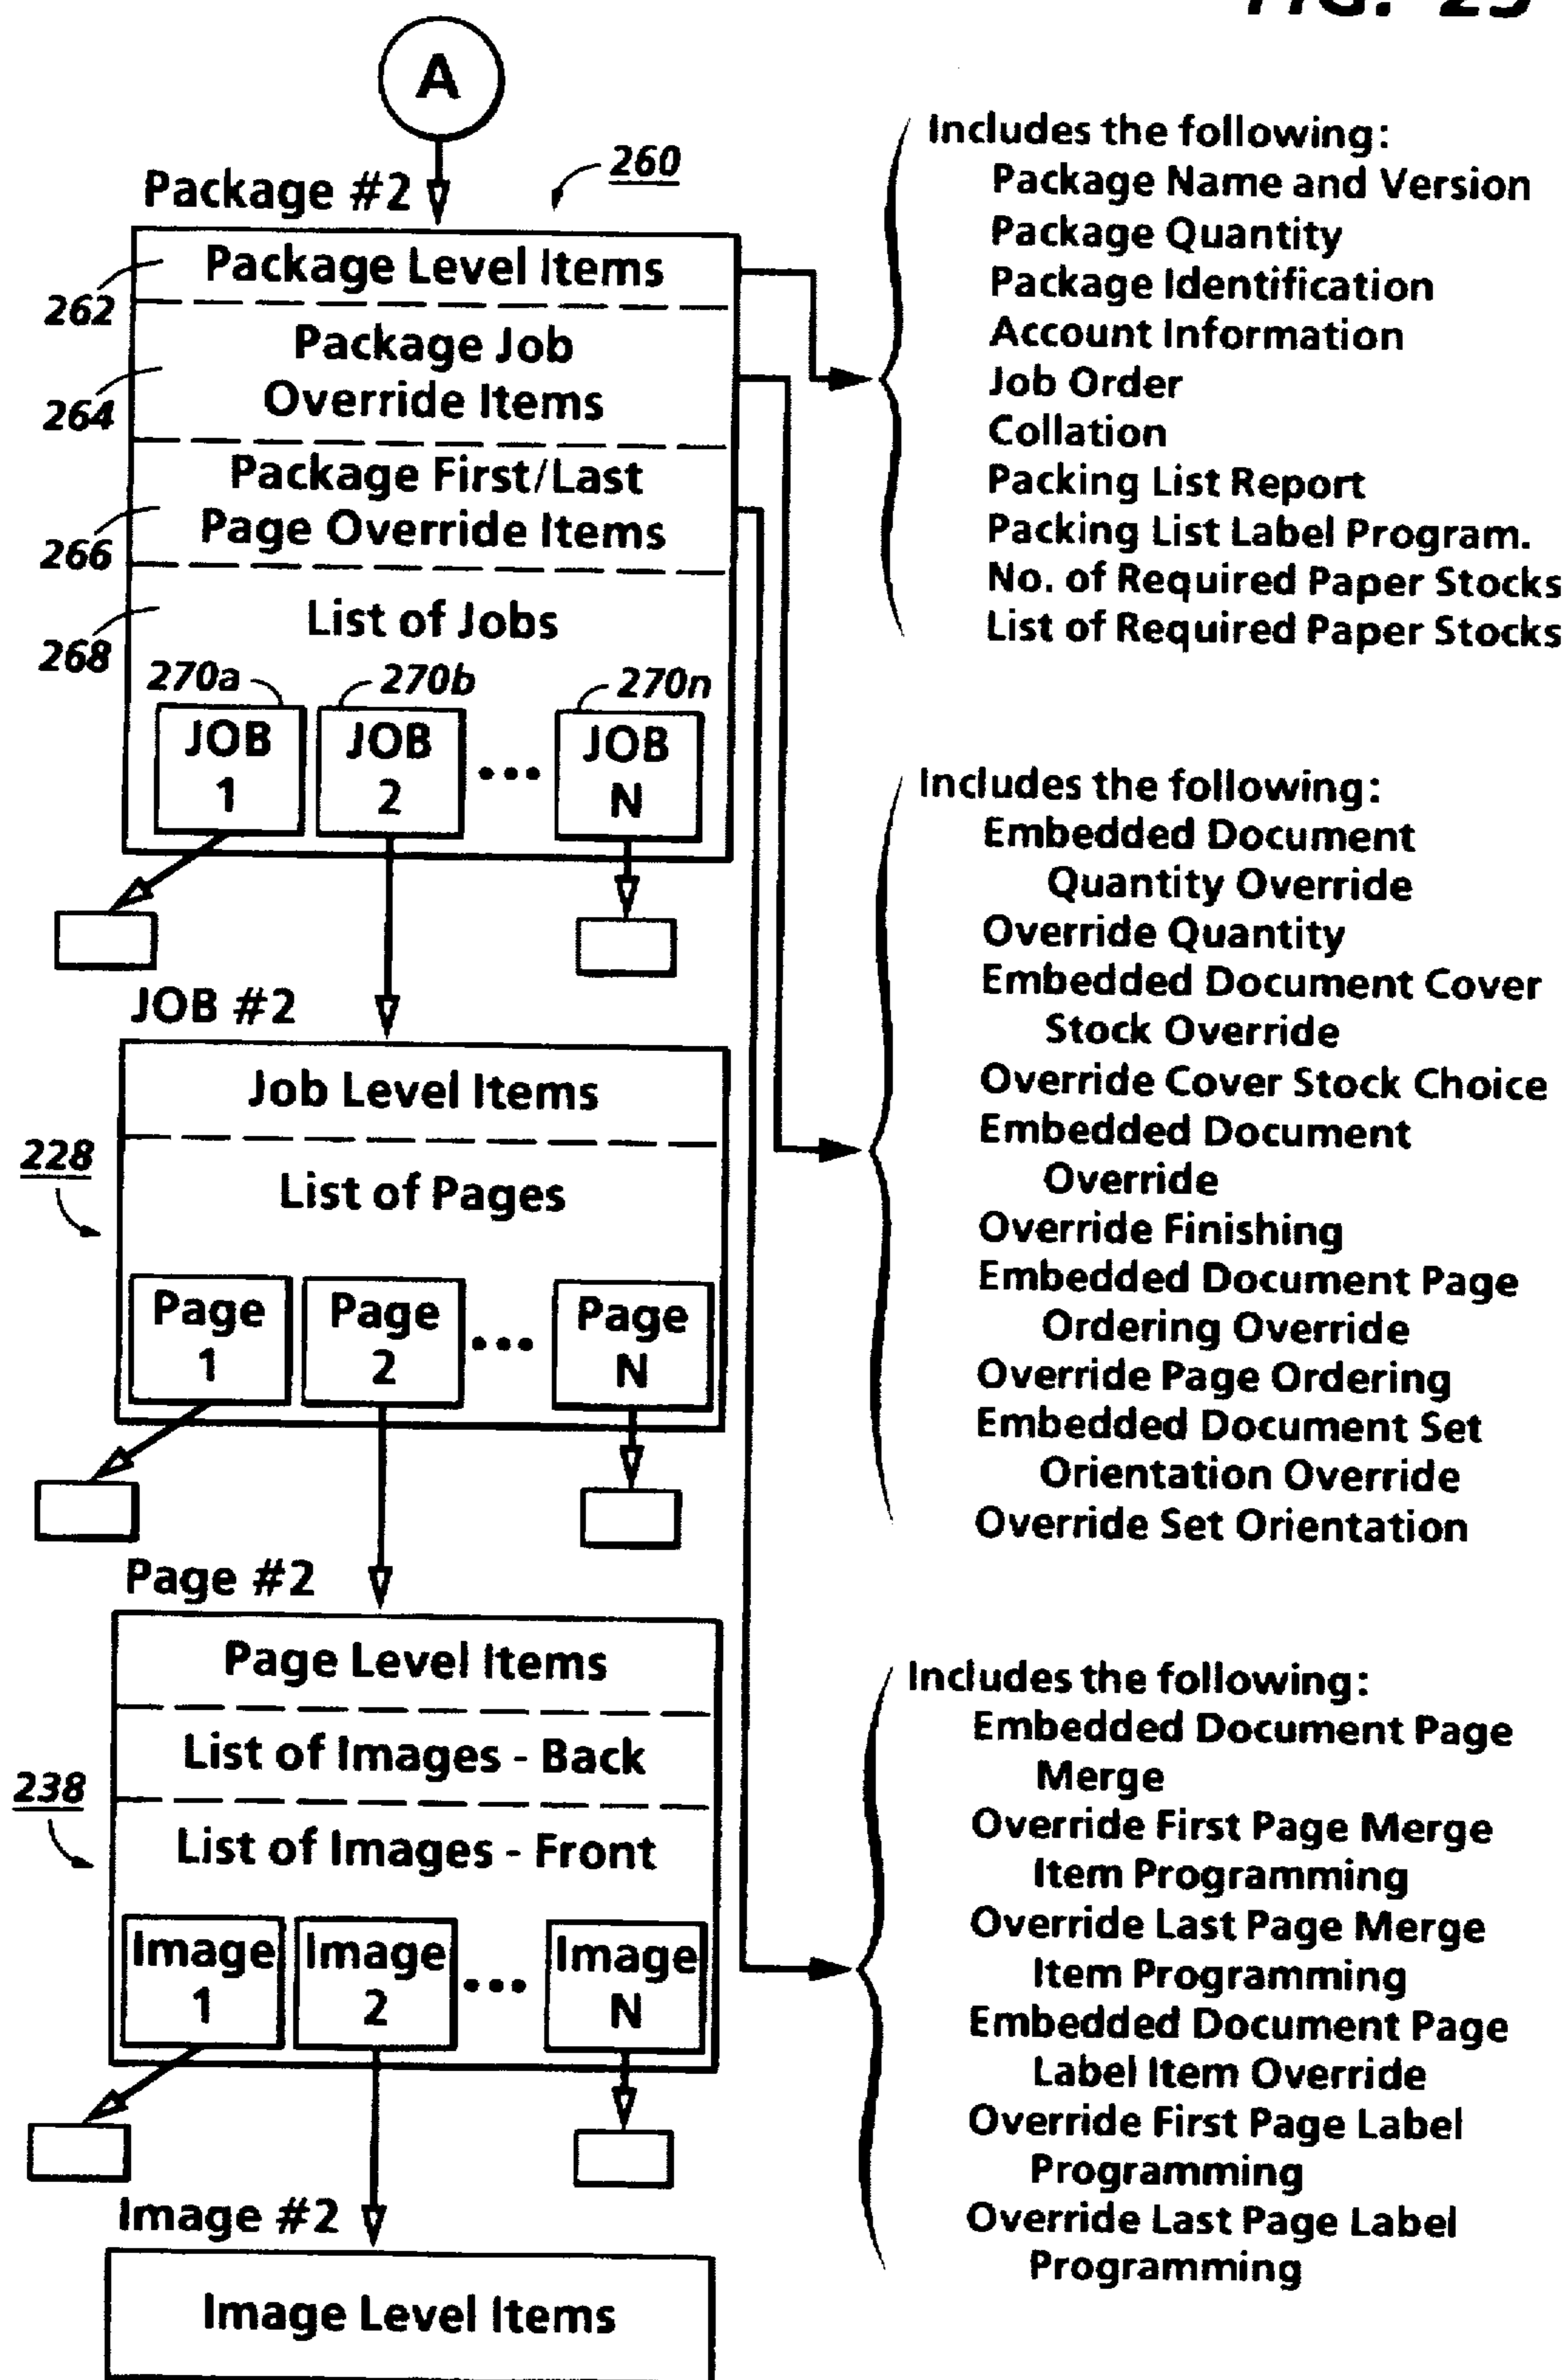 FIG. 25
A
Package #2
260
Package Level Items
262
Package Job
Override Items
264
Package First/Last
Page Override Items
266
List of Jobs
268
270a
270b
270n
JOB
1
JOB
2
...
JOB
N
JOB #2
Job Level Items
228
List of Pages
Page
1
Page
2
...
Page
N
Page #2
Page Level Items
List of Images - Back
238
List of Images - Front
Image
1
Image
2
...
Image
N
Image #2
Image Level Items
Includes the following:
Package Name and Version
Package Quantity
Package Identification
Account Information
Job Order
Collation
Packing List Report
Packing List Label Program.
No. of Required Paper Stocks
List of Required Paper Stocks
Includes the following:
Embedded Document
Quantity Override
Override Quantity
Embedded Document Cover
Stock Override
Override Cover Stock Choice
Embedded Document
Override
Override Finishing
Embedded Document Page
Ordering Override
Override Page Ordering
Embedded Document Set
Orientation Override
Override Set Orientation
Includes the following:
Embedded Document Page
Merge
Override First Page Merge
Item Programming
Override Last Page Merge
Item Programming
Embedded Document Page
Label Item Override
Override First Page Label
Programming
Override Last Page Label
Programming